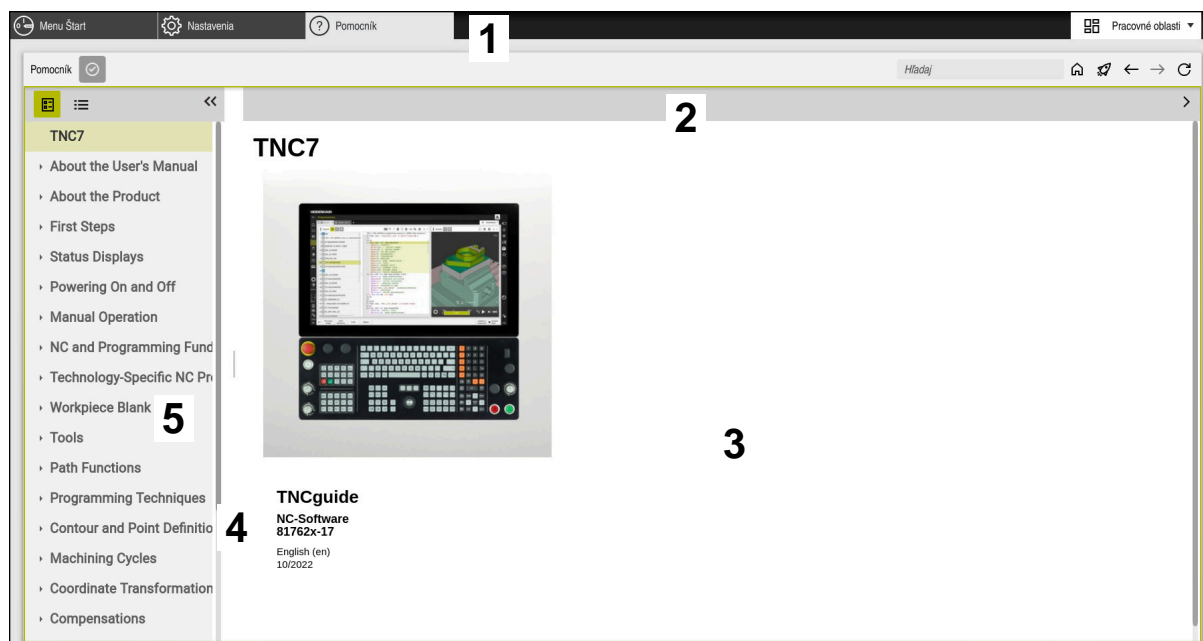 Menu Štart
Nastavenia
Pomocník
1
Pracovné oblasti
Pomocník
Hľadaj
2
TNC7
About the User's Manual
About the Product
First Steps
Status Displays
Powering On and Off
Manual Operation
NC and Programming Fund
Technology-Specific NC Pr
Workpiece Blank
5
Tools
Path Functions
Programming Techniques
Contour and Point Definitio
4
Machining Cycles
Coordinate Transformation
Compensations
TNC7
HEIDENHAIN
3
TNCguide
NC-Software
81762x-17
English (en)
10/2022